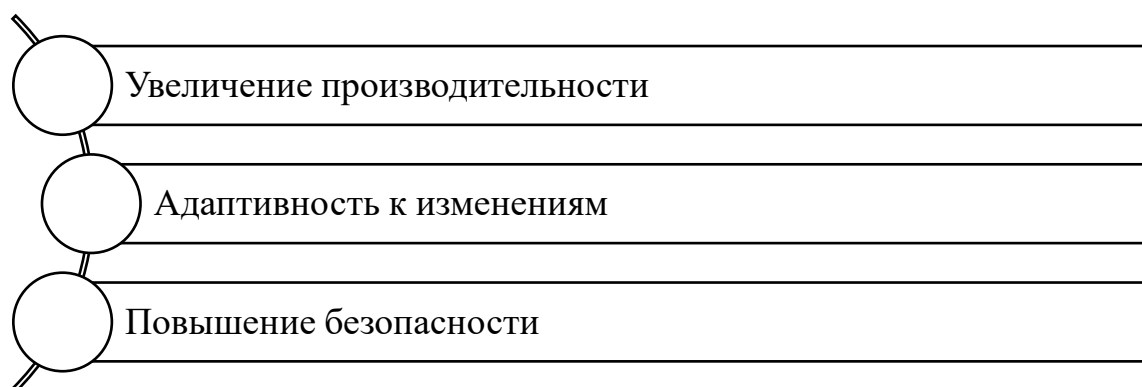 Увеличение производительности
Адаптивность к изменениям
Повышение безопасности